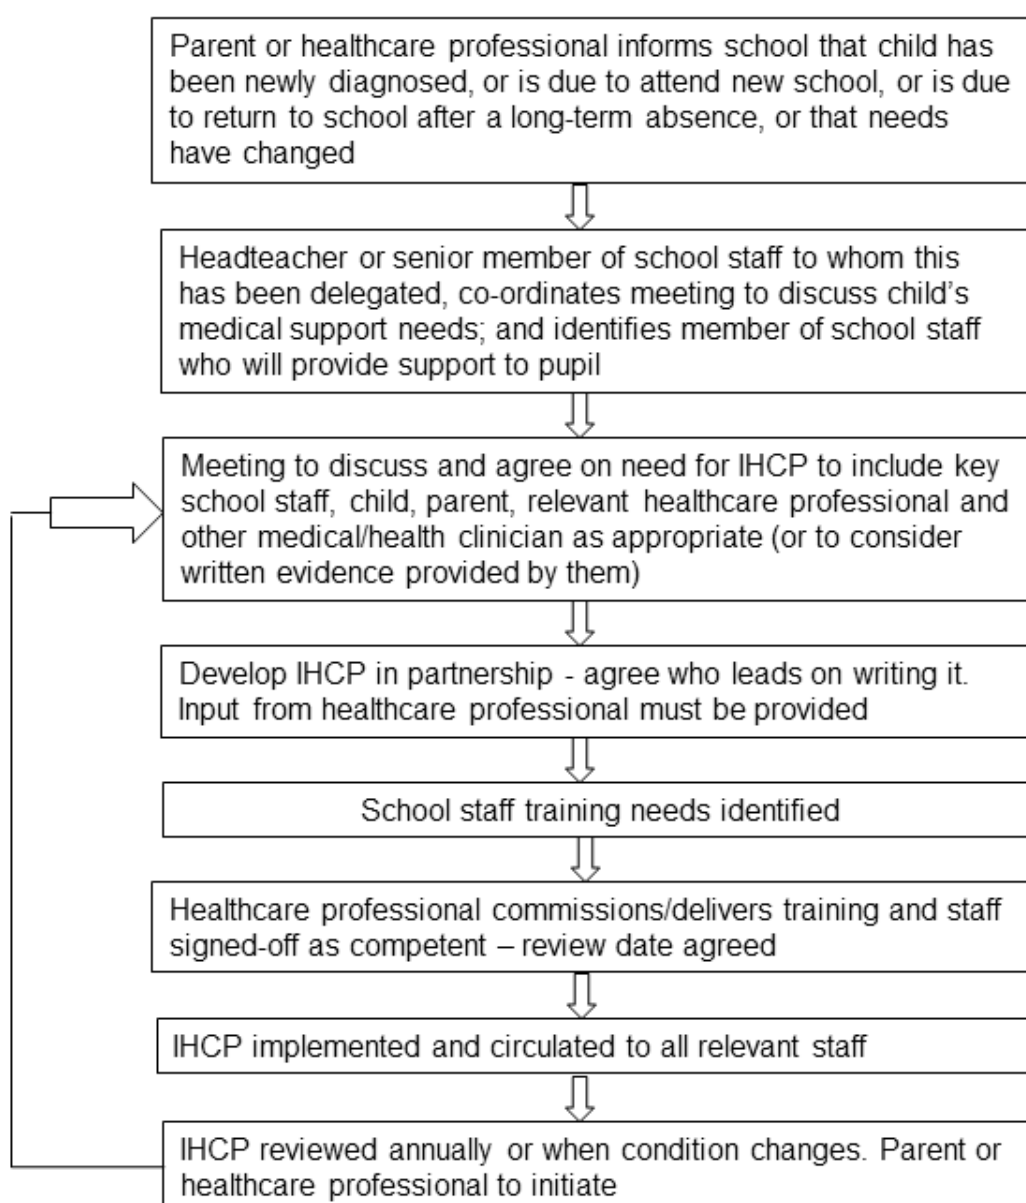 Parent or healthcare professional informs school that child has
been newly diagnosed, or is due to attend new school, or is due
to return to school after a long-term absence, or that needs
have changed
Headteacher or senior member of school staff to whom this
has been delegated, co-ordinates meeting to discuss child's
medical support needs; and identifies member of school staff
who will provide support to pupil
Meeting to discuss and agree on need for IHCP to include key
school staff, child, parent, relevant healthcare professional and
other medical/health clinician as appropriate (or to consider
written evidence provided by them)
Develop IHCP in partnership - agree who leads on writing it.
Input from healthcare professional must be provided
School staff training needs identified
Healthcare professional commissions/delivers training and staff
signed-off as competent – review date agreed
IHCP implemented and circulated to all relevant staff
IHCP reviewed annually or when condition changes. Parent or
healthcare professional to initiate